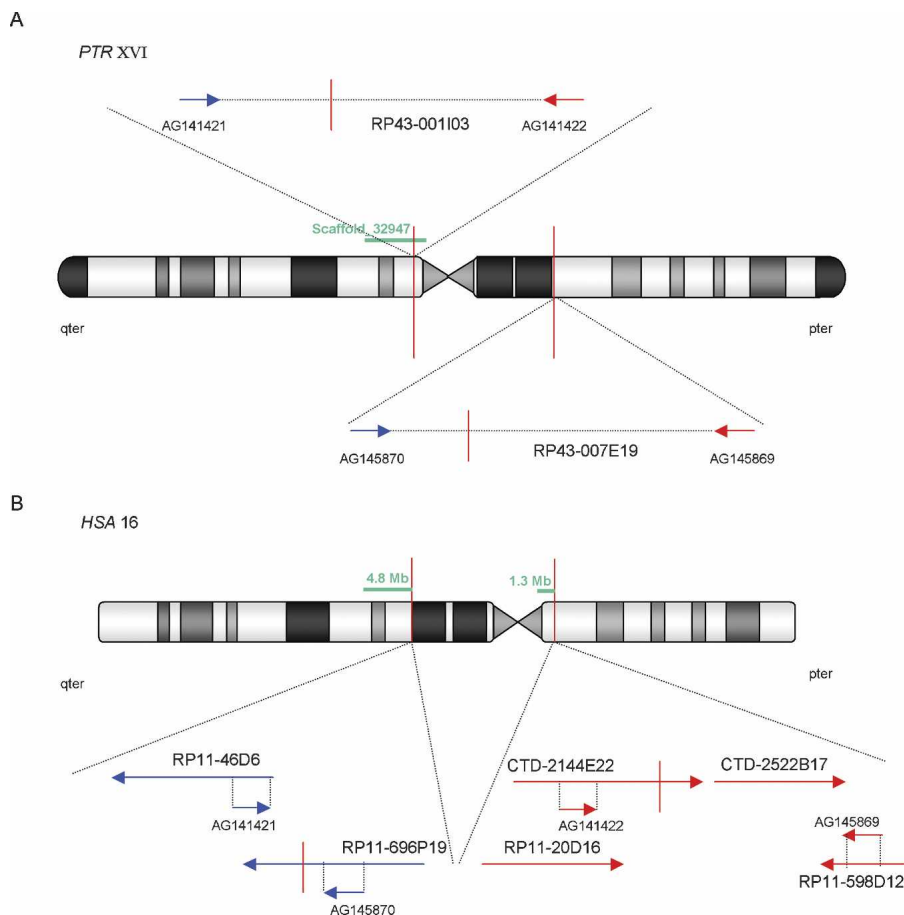 A
PTR XVI
AG141421 RP43-001I03 AG141422
Scaffold_32947
qter pter
AG145870 RP43-007E19 AG145869
B
HSA 16
4.8 Mb 1.3 Mb
qter pter
RP11-46D6 CTD-2144E22 CTD-2522B17
AG141421 AG141422 AG145869
RP11-696P19 RP11-20D16 RP11-598D12
AG145870